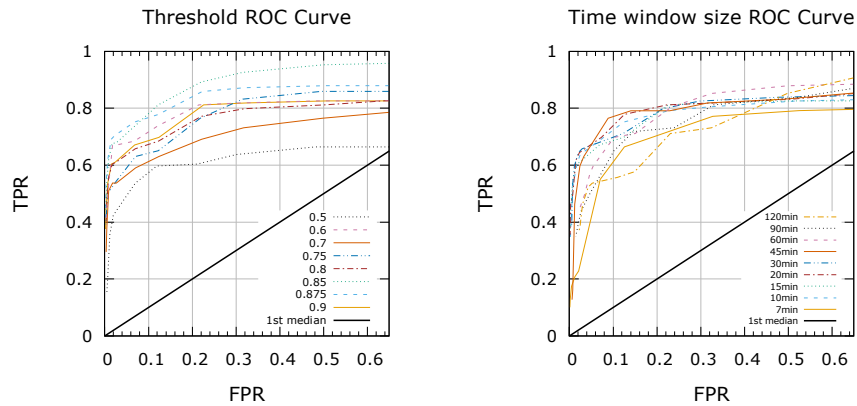 Threshold ROC Curve
1
0.8
0.6
0.4
0.2
0
TPR
0 0.1 0.2 0.3 0.4 0.5 0.6
FPR
0.5
0.6
0.7
0.75
0.8
0.85
0.875
0.9
1st median
Time window size ROC Curve
1
0.8
0.6
0.4
0.2
0
TPR
0 0.1 0.2 0.3 0.4 0.5 0.6
FPR
120min
90min
60min
45min
30min
20min
15min
10min
7min
1st median